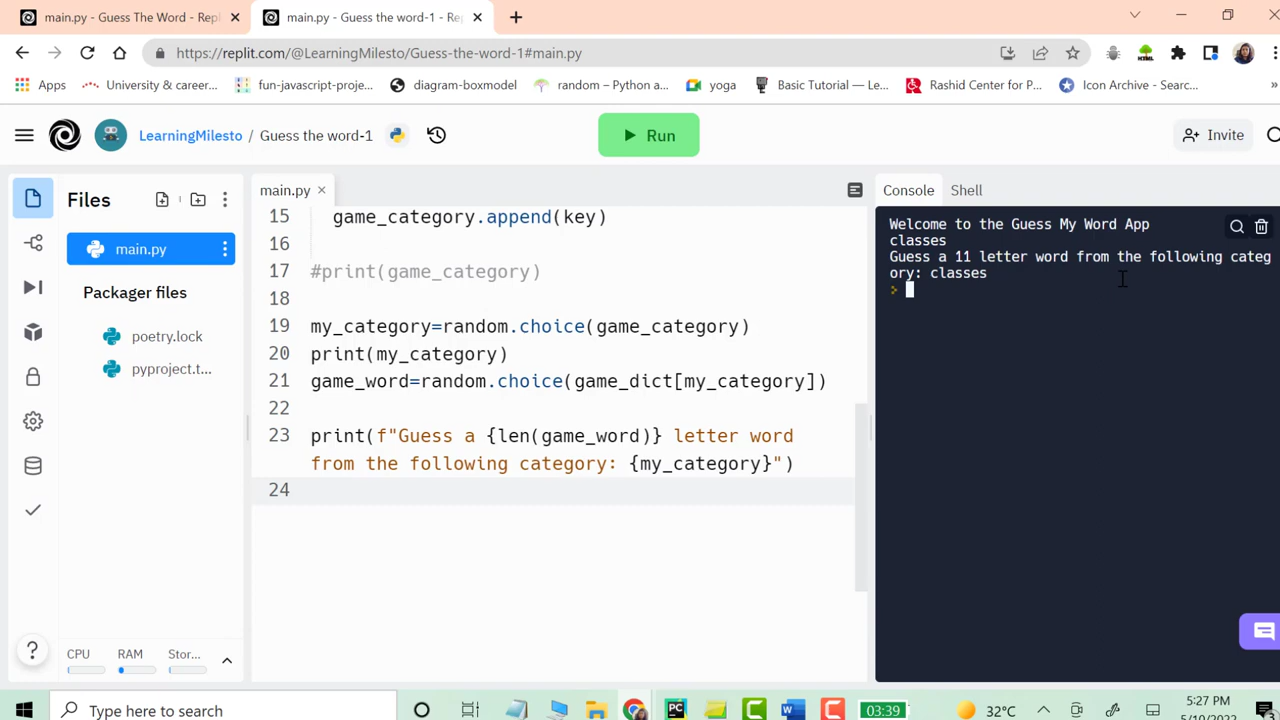 main.py - Guess The Word - Repl
main.py - Guess the word-1 - Re
https://replit.com/@LearningMilesto/Guess-the-word-1#main.py
Apps
University & career...
fun-javascript-proje...
diagram-boxmodel
random – Python a...
yoga
Basic Tutorial — Le...
Rashid Center for P...
Icon Archive - Searc...
»
LearningMilesto / Guess the word-1
Run
Invite
Files
main.py
Packager files
poetry.lock
pyproject.t...
CPU
RAM
Stor...
main.py
15 game_category.append(key)
16
17 #print(game_category)
18
19 my_category=random.choice(game_category)
20 print(my_category)
21 game_word=random.choice(game_dict[my_category])
22
23 print(f"Guess a {len(game_word)} letter word
from the following category: {my_category}")
24
Console
Shell
Welcome to the Guess My Word App
classes
Guess a 11 letter word from the following categ
ory: classes
>
Type here to search
PC
03:39
32°C
5:27 PM